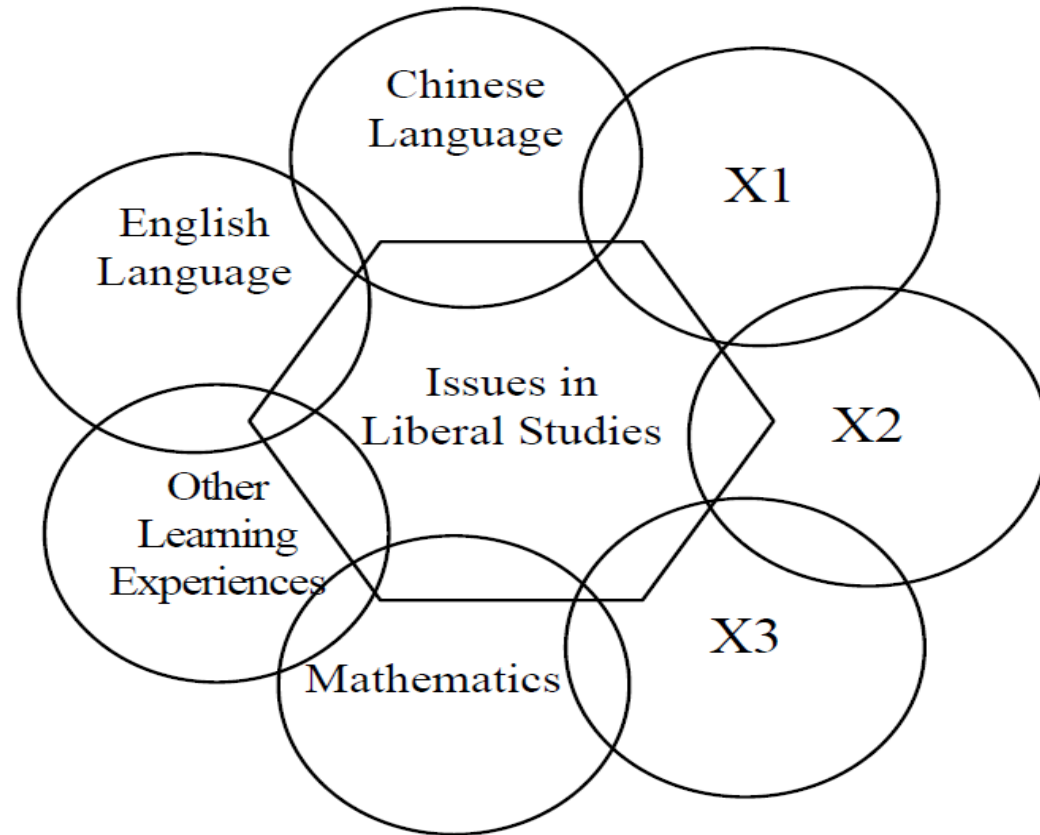 Chinese
Language
X1
English
Language
Issues in
Liberal Studies
X2
Other
Learning
Experiences
X3
Mathematics